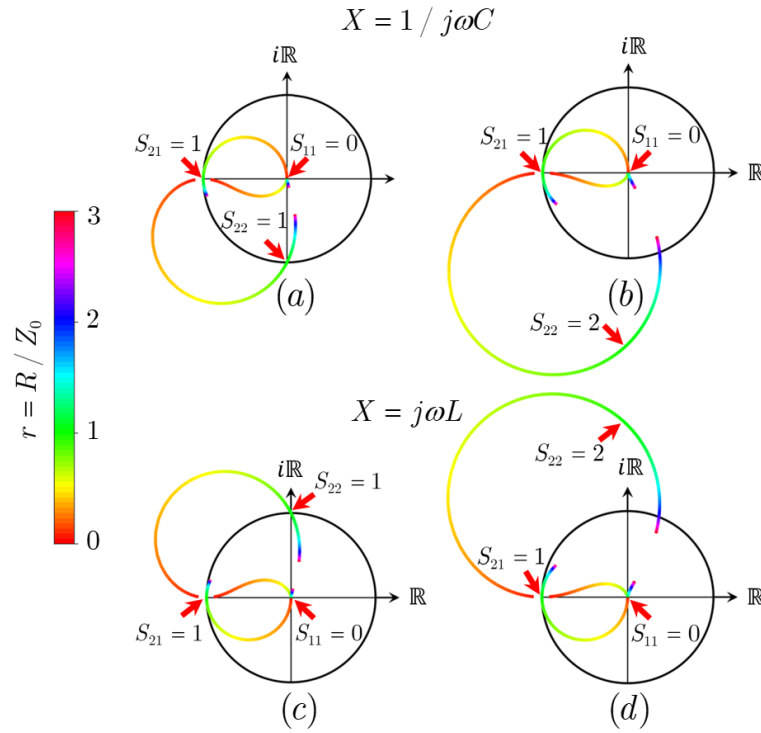 X = 1 / jωC
iℝ
iℝ
S₂₁ = 1
S₁₁ = 0
S₂₁ = 1
S₁₁ = 0
ℝ
S₂₂ = 1
(a)
(b)
S₂₂ = 2
r = R / Z₀
3
2
1
0
X = jωL
S₂₂ = 2
iℝ
iℝ
S₂₂ = 1
S₂₁ = 1
ℝ
ℝ
S₂₁ = 1
S₁₁ = 0
S₁₁ = 0
(c)
(d)